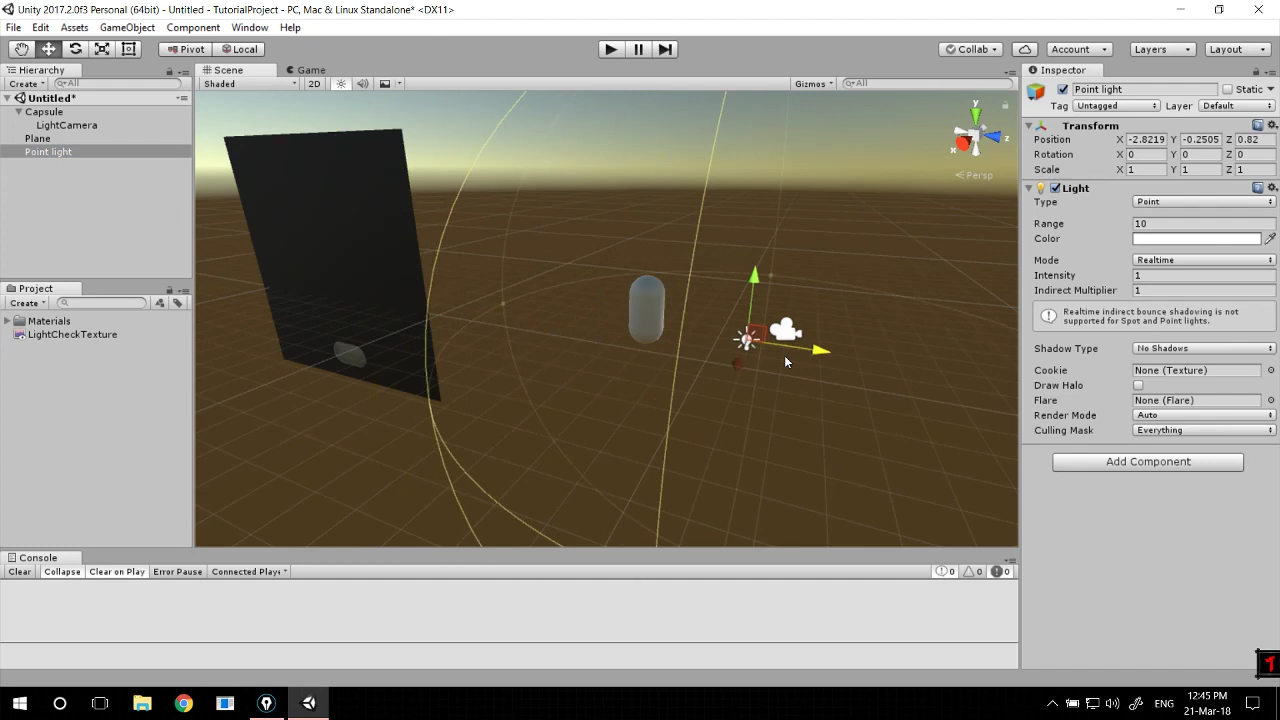 Unity 2017.2.0f3 Personal (64bit) - Untitled - TutorialProject - PC, Mac & Linux Standalone* <DX11>
File Edit Assets GameObject Component Window Help
Pivot Local Collab Account Layers Layout
Hierarchy
Create All
Untitled*
Capsule
LightCamera
Plane
Point light
Project
Create
Materials
LightCheckTexture
Scene Game
Shaded 2D Gizmos All
y
z
x
Persp
Inspector
Point light Static
Tag Untagged Layer Default
Transform
Position X -2.8219 Y -0.2505 Z 0.82
Rotation X 0 Y 0 Z 0
Scale X 1 Y 1 Z 1
Light
Type Point
Range 10
Color
Mode Realtime
Intensity 1
Indirect Multiplier 1
Realtime indirect bounce shadowing is not
supported for Spot and Point lights.
Shadow Type No Shadows
Cookie None (Texture)
Draw Halo
Flare None (Flare)
Render Mode Auto
Culling Mask Everything
Add Component
Console
Clear Collapse Clear on Play Error Pause Connected Playe 0 0 0
1
ENG
12:45 PM
21-Mar-18